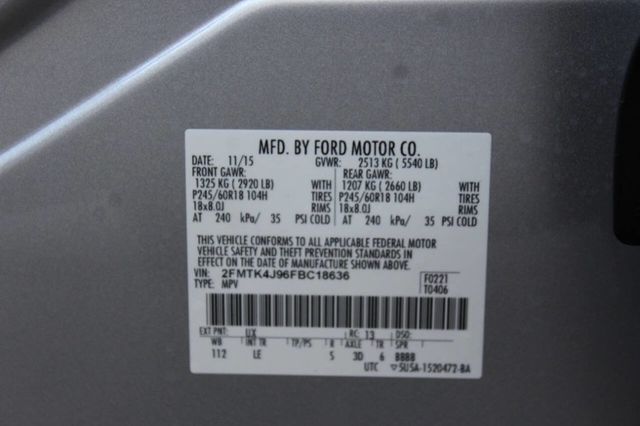 MFD. BY FORD MOTOR CO.
DATE: 11/15 GVWR: 2513 KG ( 5540 LB)
FRONT GAWR: REAR GAWR:
1325 KG ( 2920 LB) WITH 1207 KG ( 2660 LB) WITH
P245/60R18 104H TIRES P245/60R18 104H TIRES
18x8.0J RIMS 18x8.0J RIMS
AT 240 kPa/ 35 PSI COLD AT 240 kPa/ 35 PSI COLD
THIS VEHICLE CONFORMS TO ALL APPLICABLE FEDERAL MOTOR
VEHICLE SAFETY AND THEFT PREVENTION STANDARDS IN
EFFECT ON THE DATE OF MANUFACTURE SHOWN ABOVE.
VIN: 2FMTK4J96FBC18636 F0221
TYPE: MPV T0406
EXT PNT: UX RC: 13 DSO:
WB INT TR TP/PS R AXLE TR SPR
112 LE 5 3D 6 BBBB
UTC ▽5U5A-1520472-BA